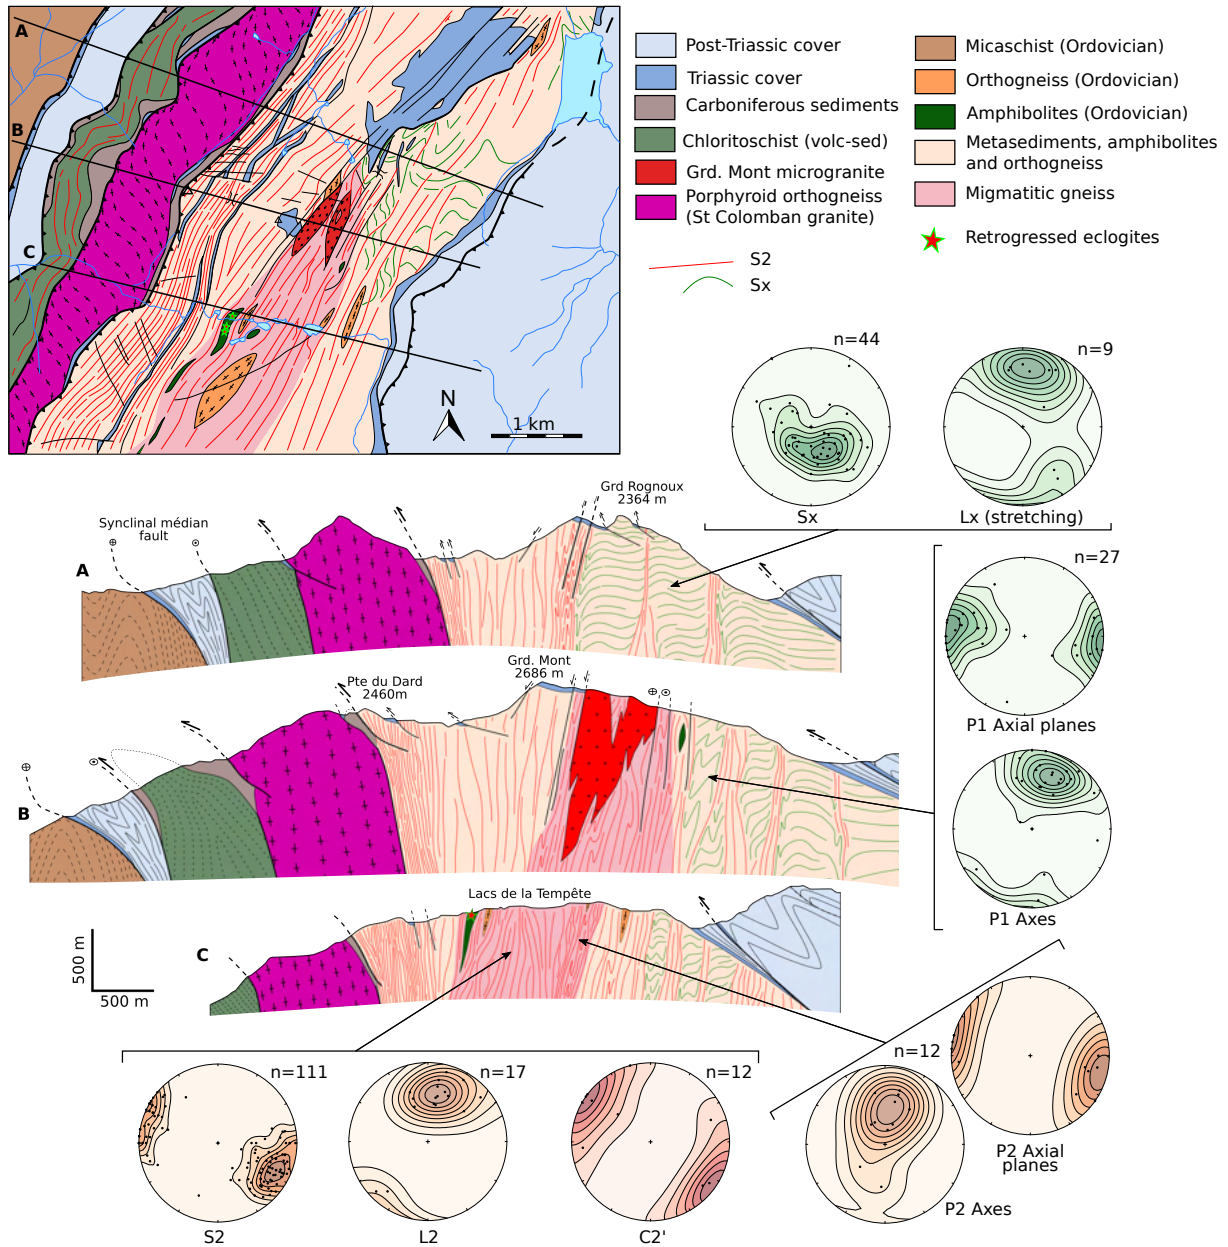 A
B
C
N
1 km
Post-Triassic cover
Triassic cover
Carboniferous sediments
Chloritoschist (volc-sed)
Grd. Mont microgranite
Porphyroid orthogneiss
(St Colomban granite)
Micaschist (Ordovician)
Orthogneiss (Ordovician)
Amphibolites (Ordovician)
Metasediments, amphibolites
and orthogneiss
Migmatitic gneiss
Retrogressed eclogites
S2
Sx
n=44
n=9
Sx
Lx (stretching)
Synclinal médian
fault
Grd Rognoux
2364 m
A
n=27
P1 Axial planes
Pte du Dard
2460m
Grd. Mont
2686 m
B
P1 Axes
Lacs de la Tempête
C
500 m
500 m
n=111
n=17
n=12
n=12
P2 Axial
planes
P2 Axes
S2
L2
C2'